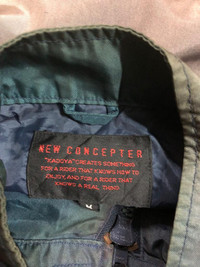 NEW CONCEPTER
"KADOYA" CREATES SOMETHING
FOR A RIDER THAT KNOWS HOW TO
ENJOY, AND FOR A RIDER THAT
KNOWS A REAL THING
M